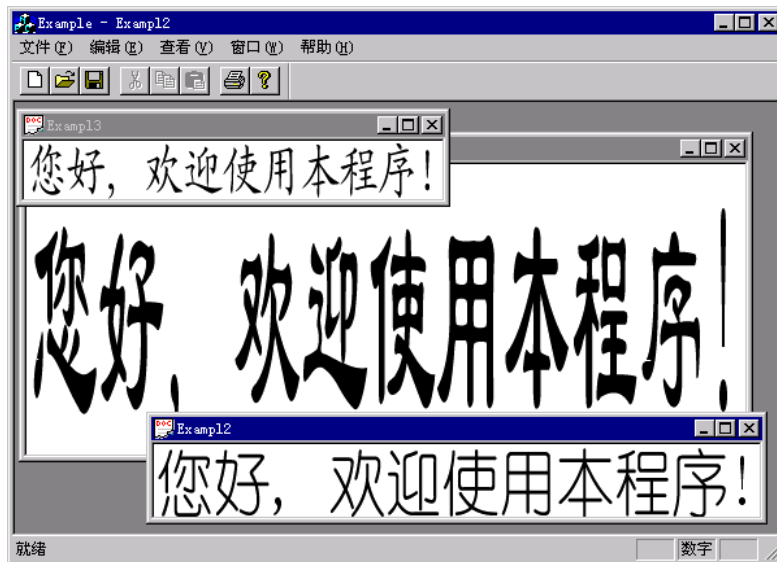 Example - Exampl2
文件(F) 编辑(E) 查看(V) 窗口(W) 帮助(H)
Exampl3
您好，欢迎使用本程序！
您好，欢迎使用本程序！
Exampl2
您好，欢迎使用本程序！
就绪 数字